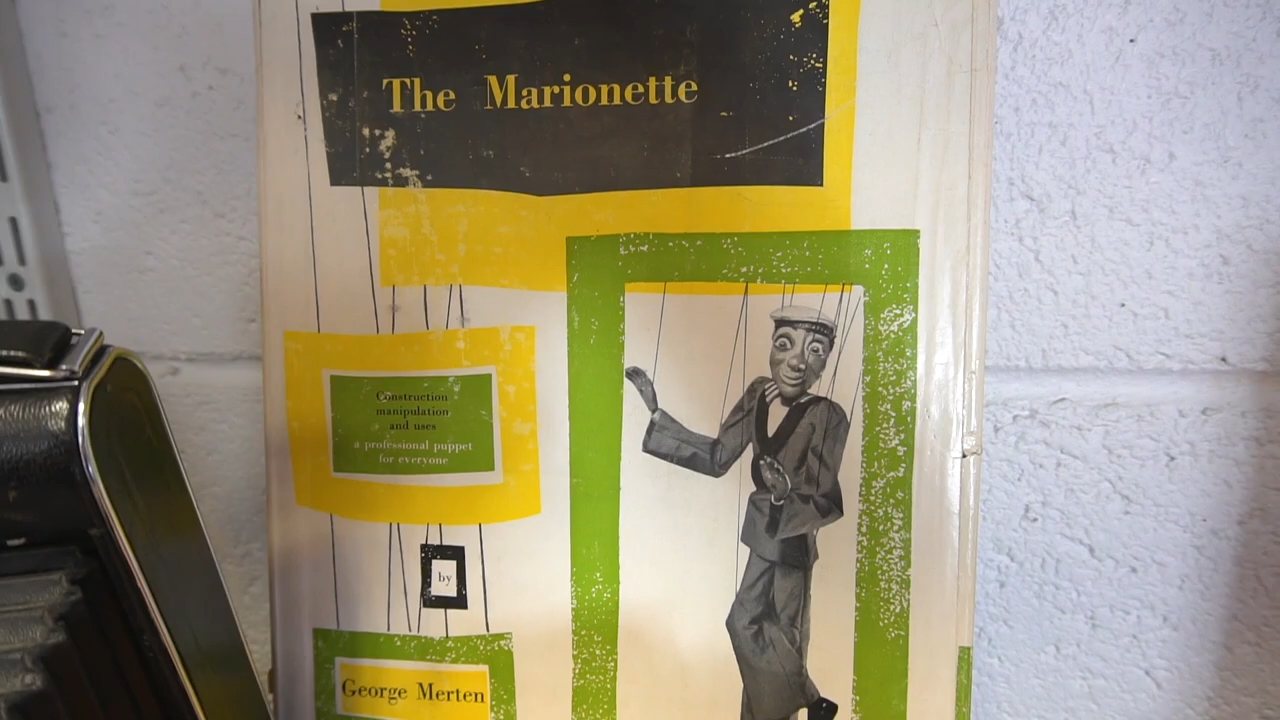 The Marionette
Construction
manipulation
and uses
a professional puppet
for everyone
by
George Merten